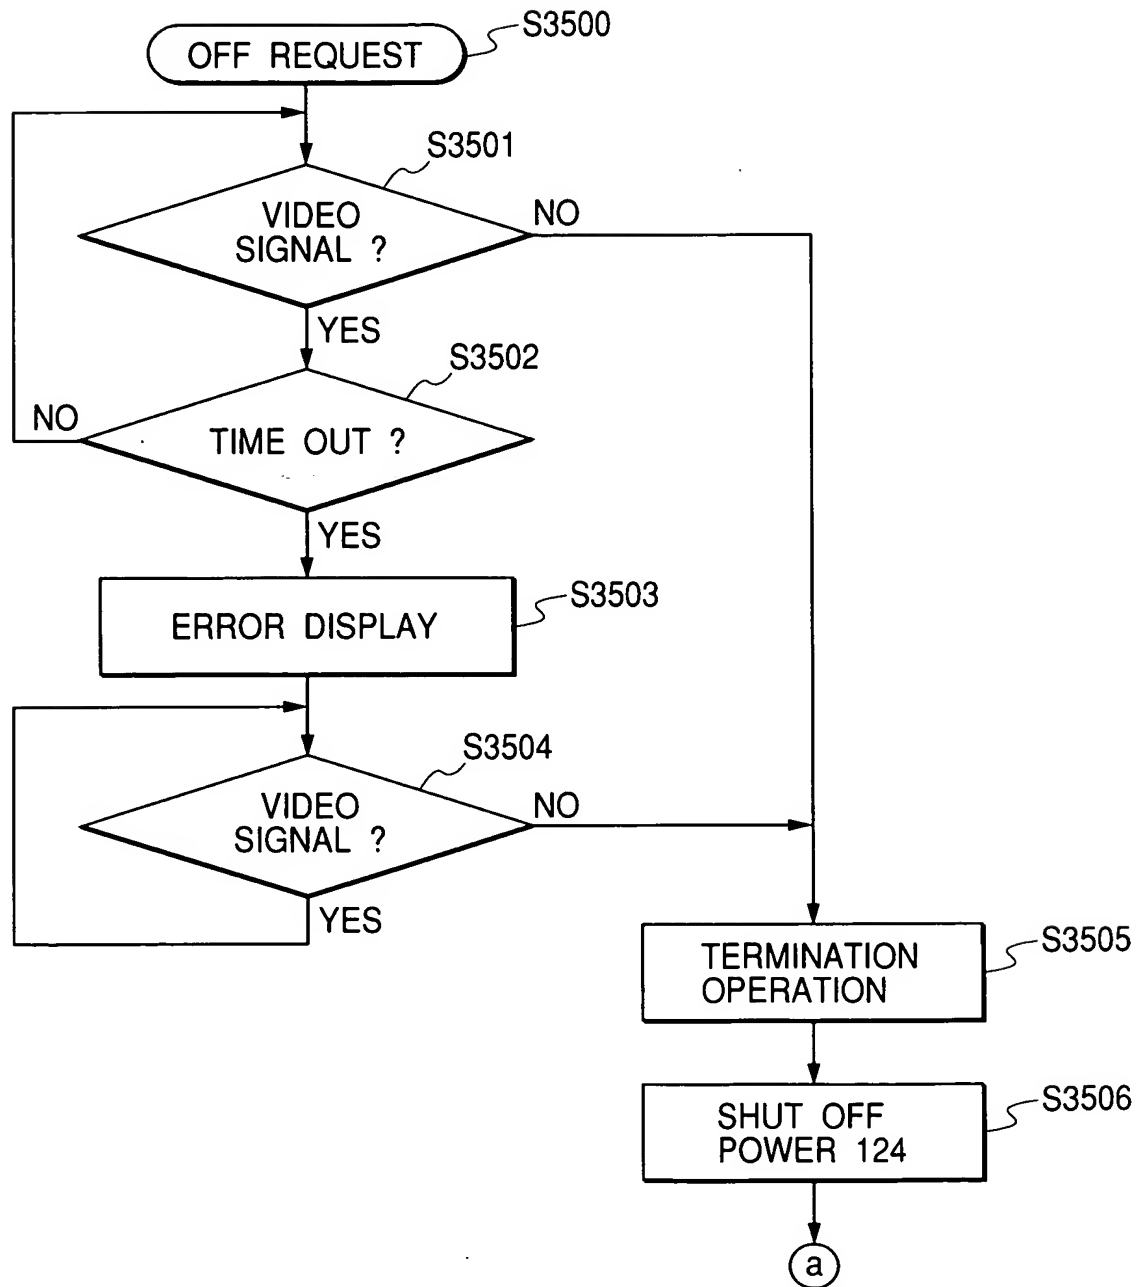 S3500
OFF REQUEST
S3501
VIDEO
SIGNAL ?
NO
YES
S3502
NO
TIME OUT ?
YES
S3503
ERROR DISPLAY
S3504
VIDEO
SIGNAL ?
NO
YES
S3505
TERMINATION
OPERATION
S3506
SHUT OFF
POWER 124
a